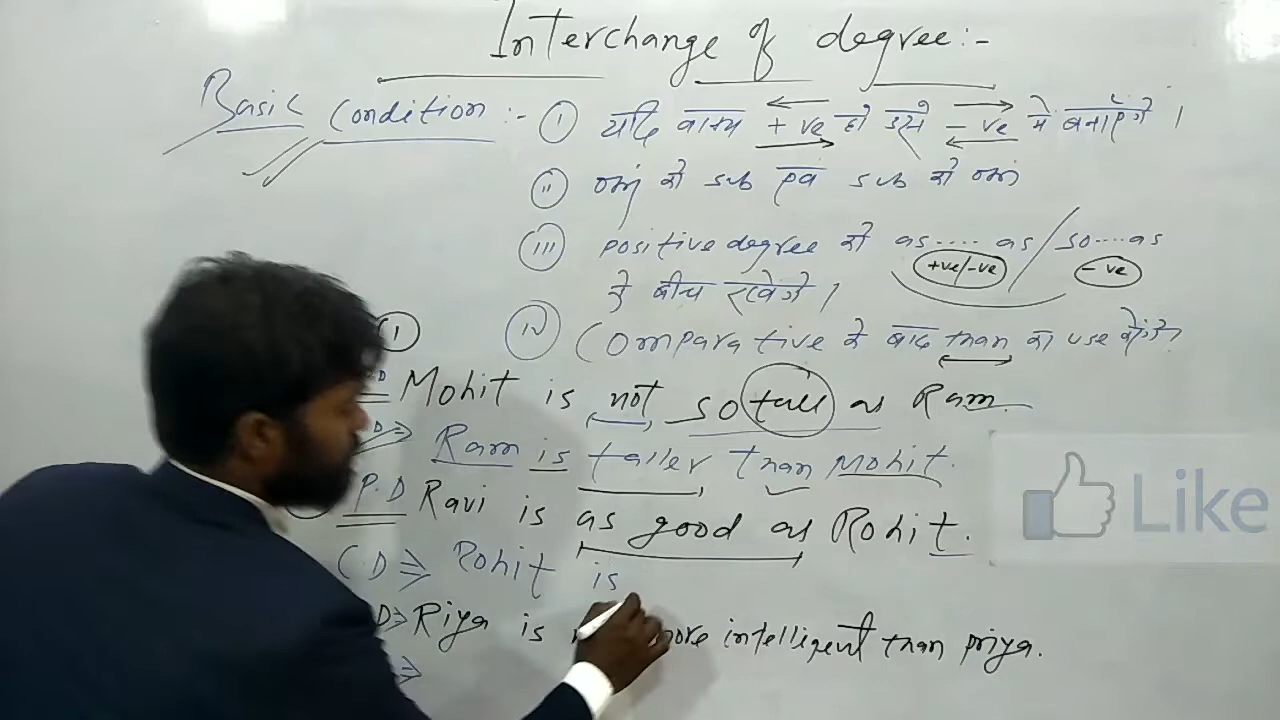 Interchange of degree:-
Basic Condition :- (i) यदि वाक्य +ve हो उसे -ve में बनाएंगे ।
(ii) obj को sub एवं sub को obj
(iii) positive degree को as.... as/so....as
+ve/-ve -ve
के बीच रखेंगे ।
(iv) Comparative के बाद than का use करेंगे।
(1)
Mohit is not so tall as Ram.
Ram is taller than Mohit.
P.D Ravi is as good as Rohit.
CD⇒ Rohit is
D⇒ Riya is more intelligent than priya.
⇒
Like